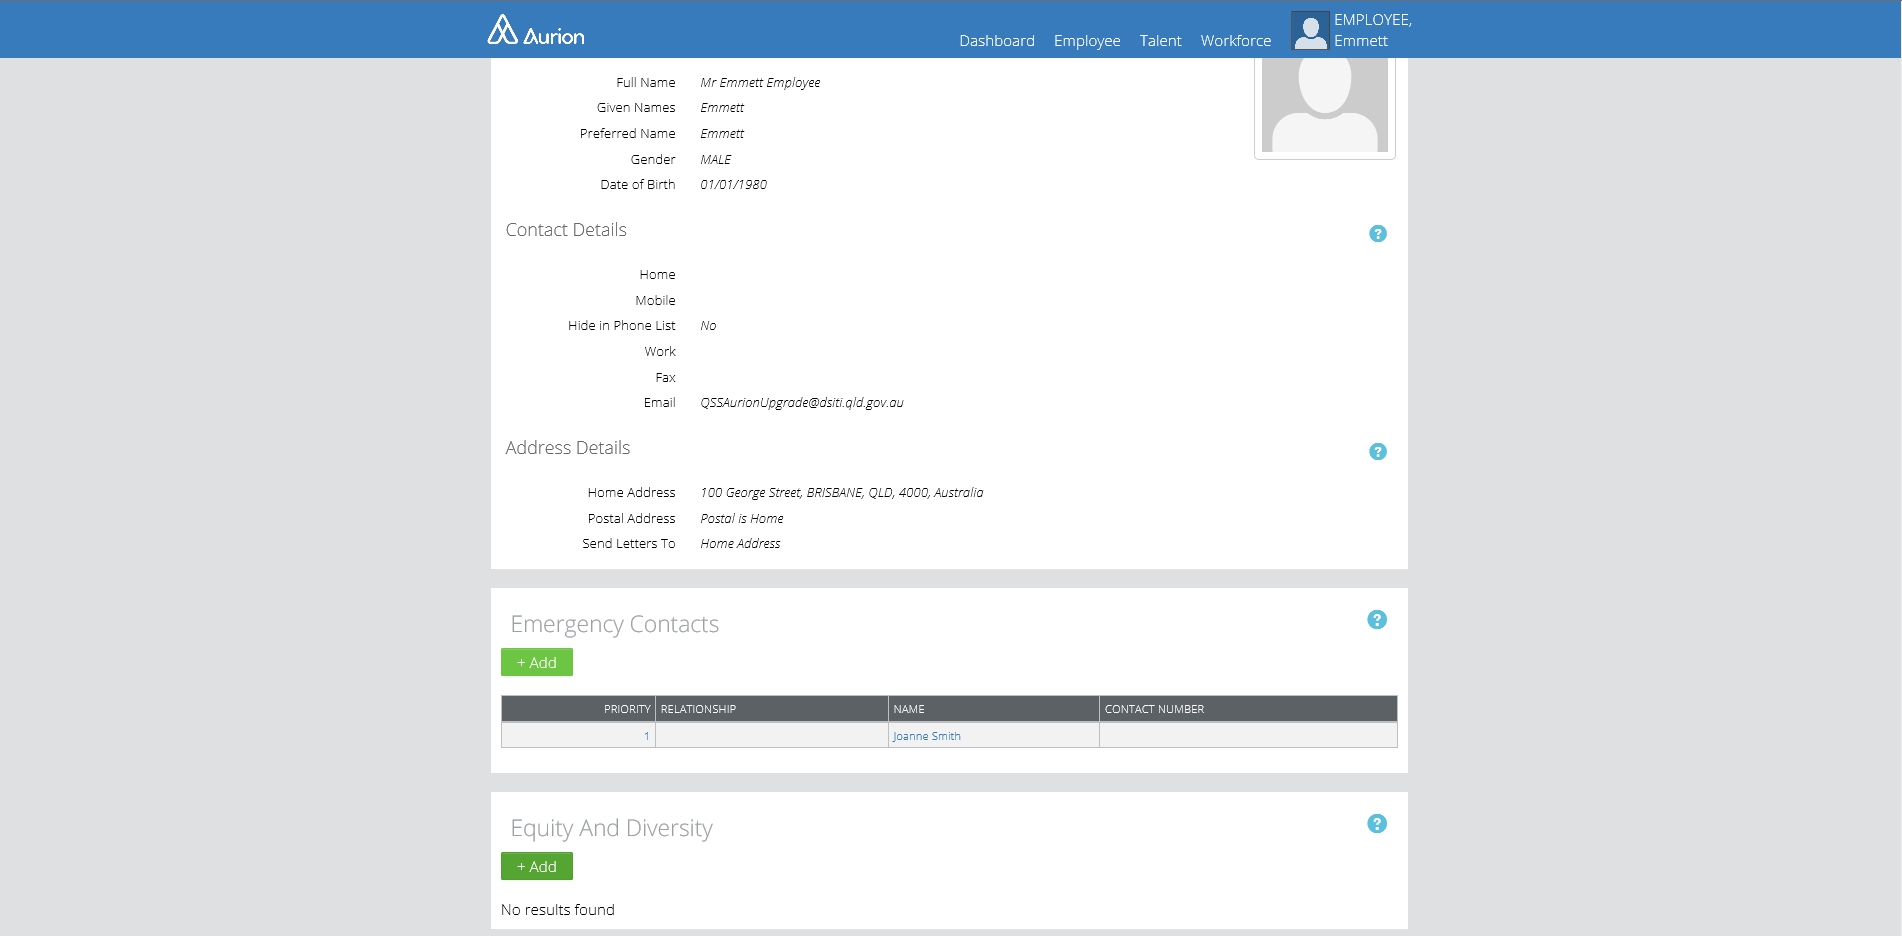 Aurion
Dashboard Employee Talent Workforce
EMPLOYEE,
Emmett
Full Name Mr Emmett Employee
Given Names Emmett
Preferred Name Emmett
Gender MALE
Date of Birth 01/01/1980
Contact Details ?
Home
Mobile
Hide in Phone List No
Work
Fax
Email QSSAurionUpgrade@dsiti.qld.gov.au
Address Details ?
Home Address 100 George Street, BRISBANE, QLD, 4000, Australia
Postal Address Postal is Home
Send Letters To Home Address
Emergency Contacts ?
+ Add
PRIORITY RELATIONSHIP NAME CONTACT NUMBER
1 Joanne Smith
Equity And Diversity ?
+ Add
No results found